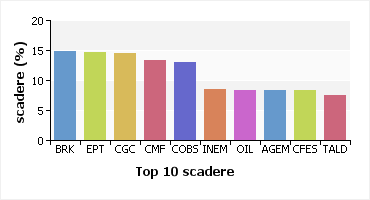 20
15
10
5
0
scadere (%)
BRK EPT CGC CMF COBS INEM OIL AGEM CFES TALD
Top 10 scadere